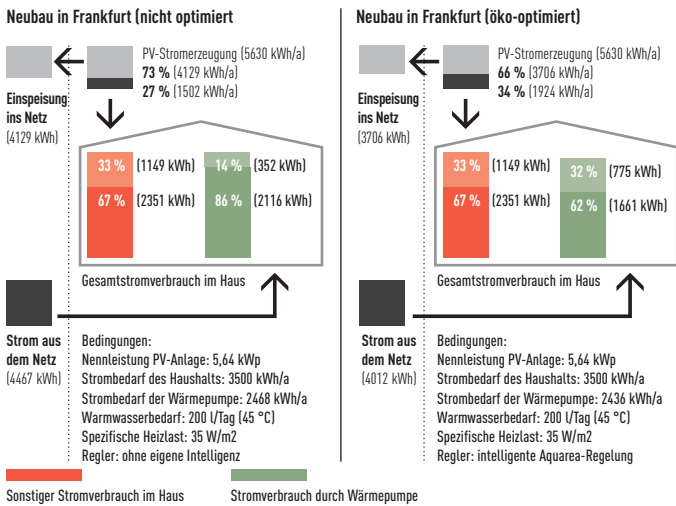 Neubau in Frankfurt (nicht optimiert
PV-Stromerzeugung (5630 kWh/a)
73 % (4129 kWh/a)
27 % (1502 kWh/a)
Einspeisung
ins Netz
(4129 kWh)
33 % (1149 kWh) 14 % (352 kWh)
67 % (2351 kWh) 86 % (2116 kWh)
Gesamtstromverbrauch im Haus
Strom aus
dem Netz
(4467 kWh)
Bedingungen:
Nennleistung PV-Anlage: 5,64 kWp
Strombedarf des Haushalts: 3500 kWh/a
Strombedarf der Wärmepumpe: 2468 kWh/a
Warmwasserbedarf: 200 l/Tag (45 °C)
Spezifische Heizlast: 35 W/m2
Regler: ohne eigene Intelligenz
Neubau in Frankfurt (öko-optimiert)
PV-Stromerzeugung (5630 kWh/a)
66 % (3706 kWh/a)
34 % (1924 kWh/a)
Einspeisung
ins Netz
(3706 kWh)
33 % (1149 kWh) 32 % (775 kWh)
67 % (2351 kWh) 62 % (1661 kWh)
Gesamtstromverbrauch im Haus
Strom aus
dem Netz
(4012 kWh)
Bedingungen:
Nennleistung PV-Anlage: 5,64 kWp
Strombedarf des Haushalts: 3500 kWh/a
Strombedarf der Wärmepumpe: 2436 kWh/a
Warmwasserbedarf: 200 l/Tag (45 °C)
Spezifische Heizlast: 35 W/m2
Regler: intelligente Aquarea-Regelung
Sonstiger Stromverbrauch im Haus
Stromverbrauch durch Wärmepumpe